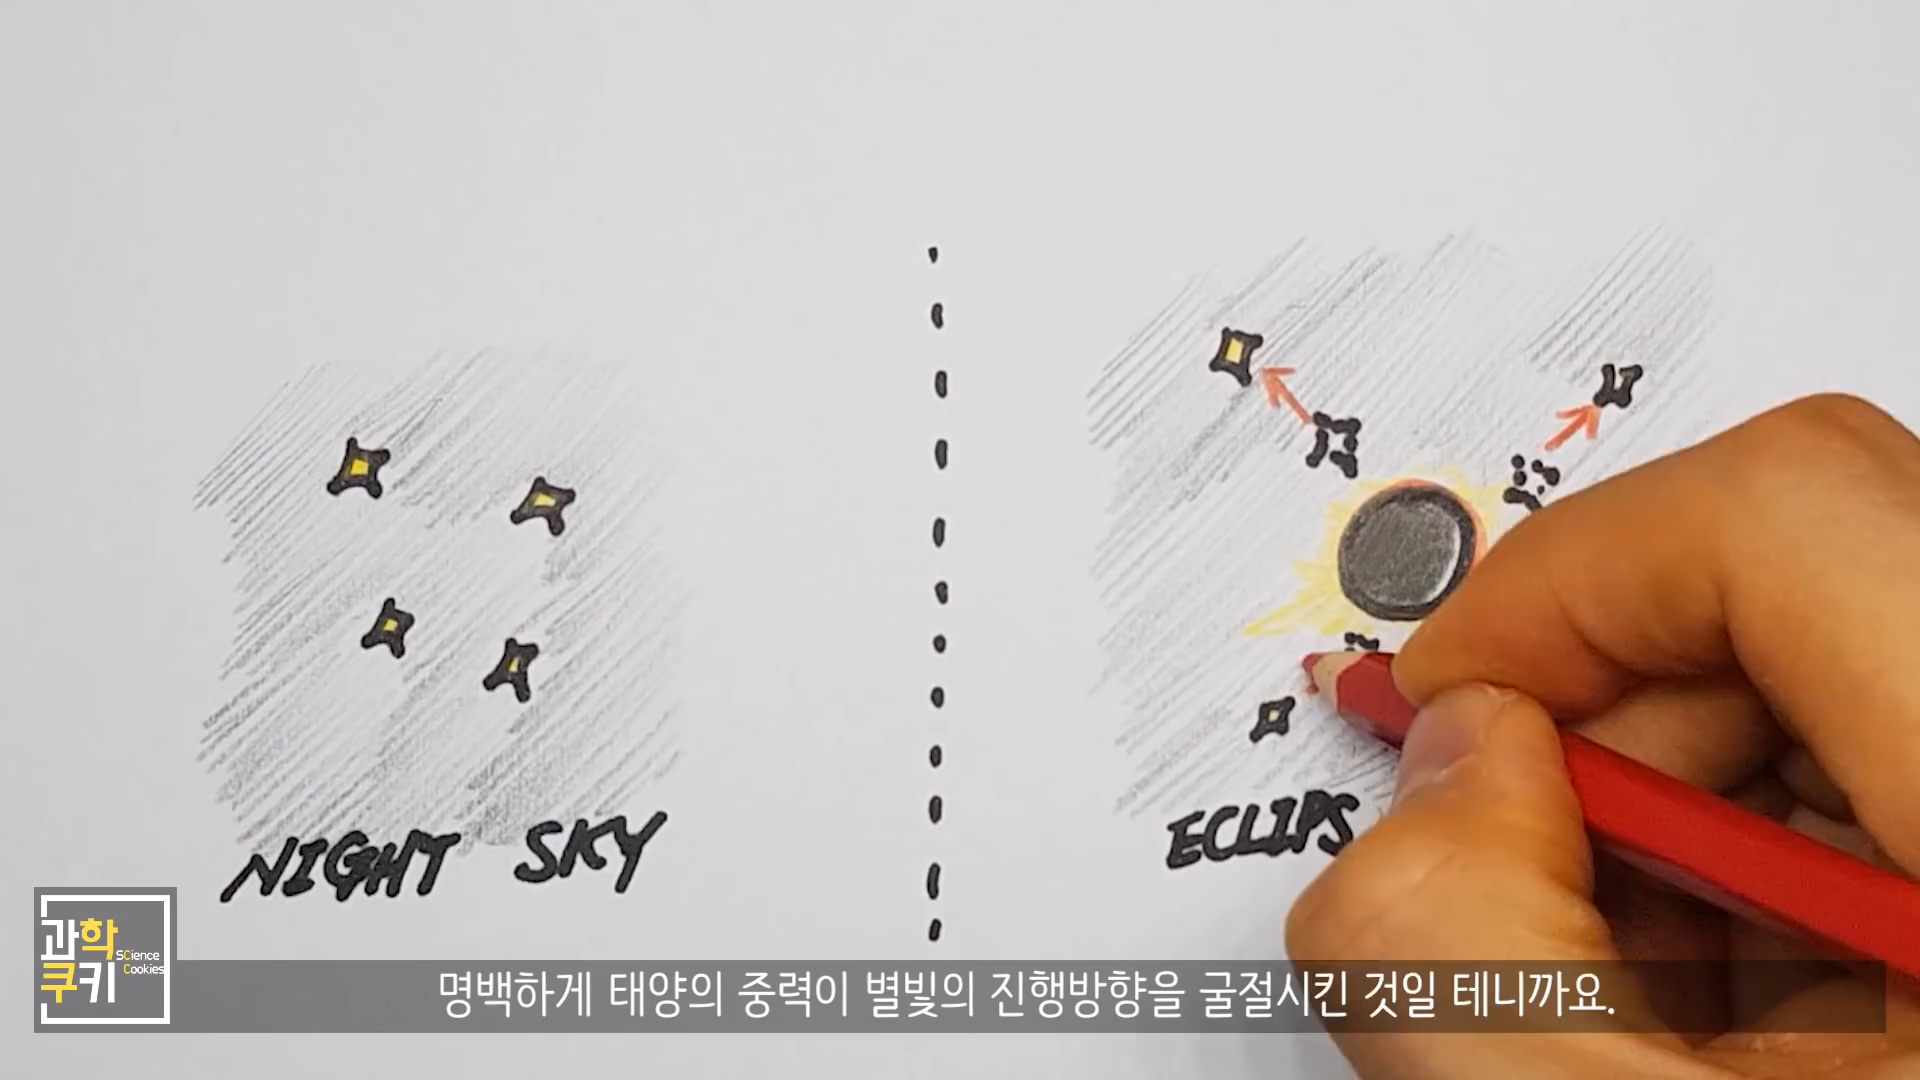 NIGHT SKY
ECLIPS
과학
쿠키
SCience
Cookies
명백하게 태양의 중력이 별빛의 진행방향을 굴절시킨 것일 테니까요.